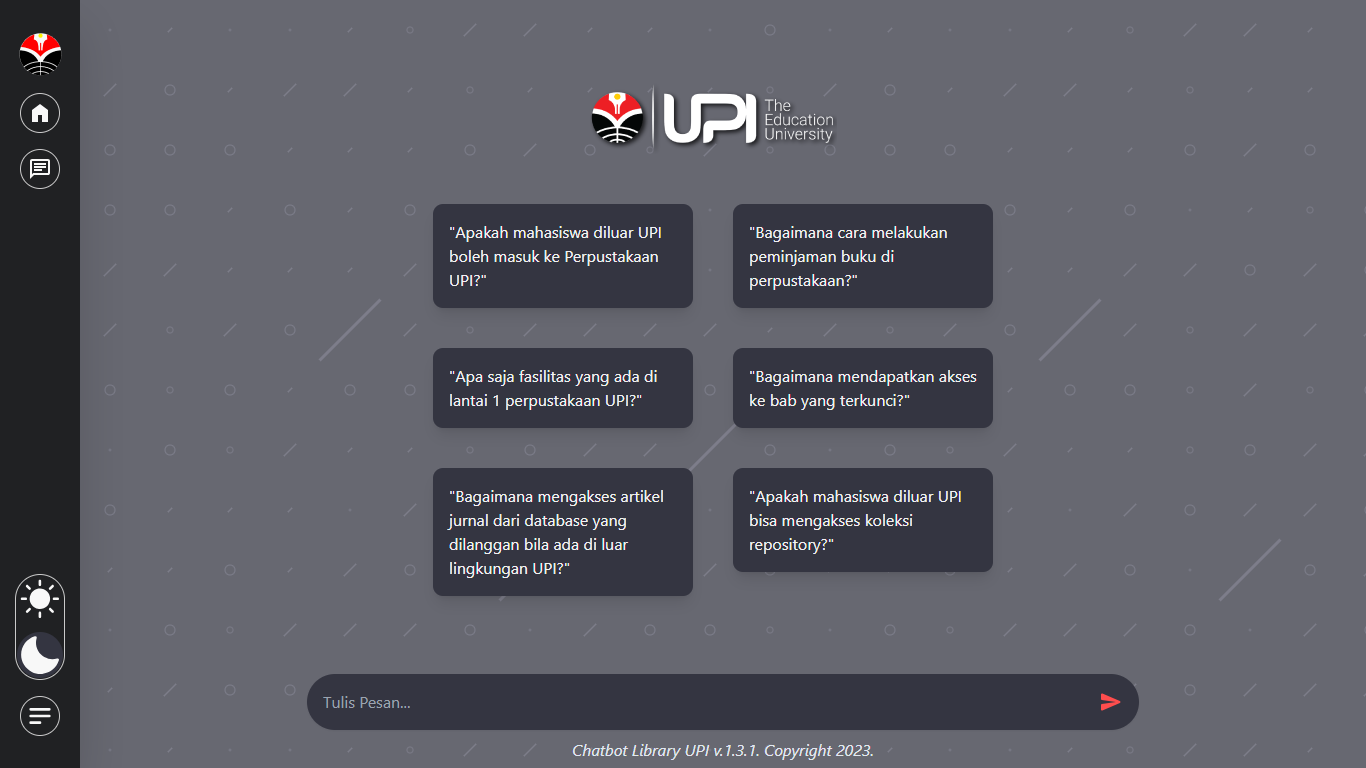 UPI
The
Education
University
"Apakah mahasiswa diluar UPI
boleh masuk ke Perpustakaan
UPI?"
"Bagaimana cara melakukan
peminjaman buku di
perpustakaan?"
"Apa saja fasilitas yang ada di
lantai 1 perpustakaan UPI?"
"Bagaimana mendapatkan akses
ke bab yang terkunci?"
"Bagaimana mengakses artikel
jurnal dari database yang
dilanggan bila ada di luar
lingkungan UPI?"
"Apakah mahasiswa diluar UPI
bisa mengakses koleksi
repository?"
Tulis Pesan...
Chatbot Library UPI v.1.3.1. Copyright 2023.